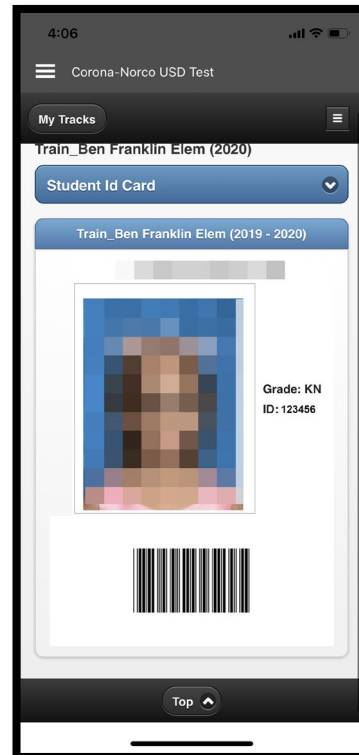 4:06
Corona-Norco USD Test
My Tracks
Train_Ben Franklin Elem (2020)
Student Id Card
Train_Ben Franklin Elem (2019 - 2020)
Grade: KN
ID: 123456
Top